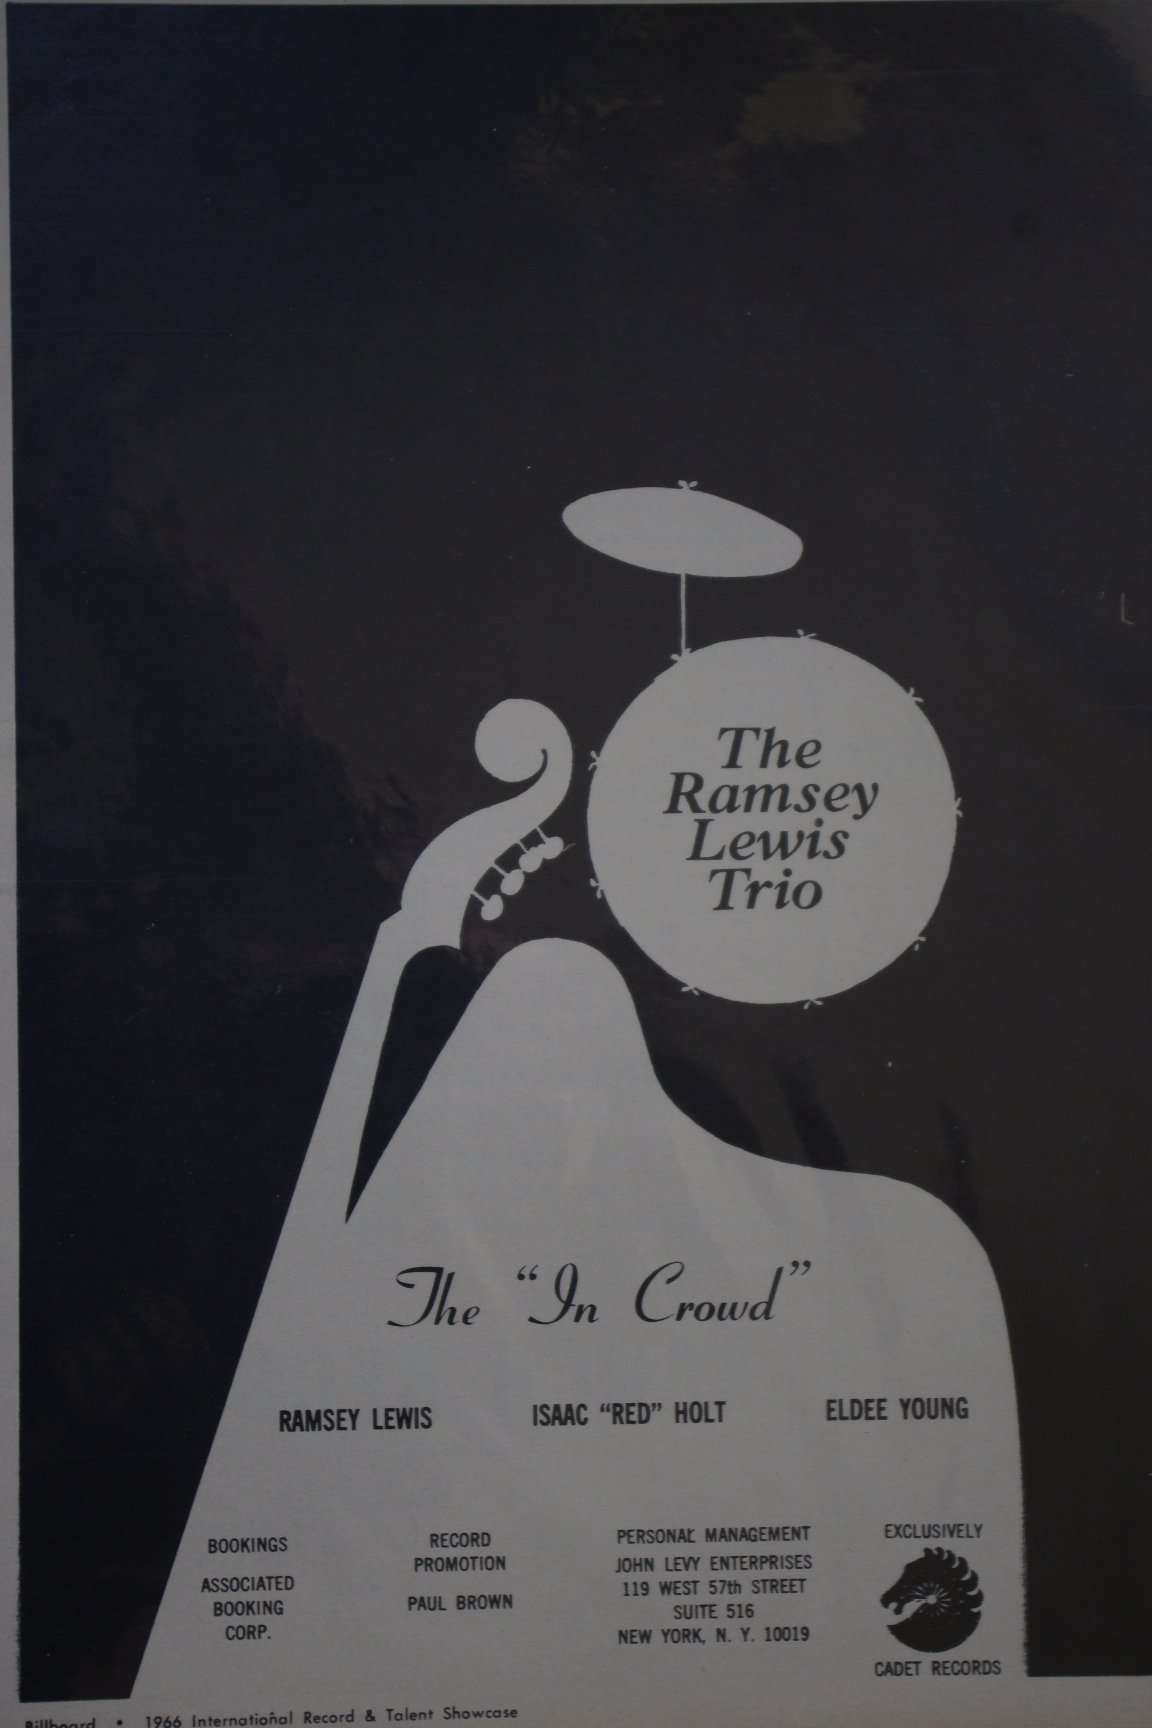 The
Ramsey
Lewis
Trio
The “In Crowd”
RAMSEY LEWIS
ISAAC “RED” HOLT
ELDEE YOUNG
BOOKINGS
ASSOCIATED
BOOKING
CORP.
RECORD
PROMOTION
PAUL BROWN
PERSONAL MANAGEMENT
JOHN LEVY ENTERPRISES
119 WEST 57th STREET
SUITE 516
NEW YORK, N. Y. 10019
EXCLUSIVELY
CADET RECORDS
Billboard • 1966 International Record & Talent Showcase